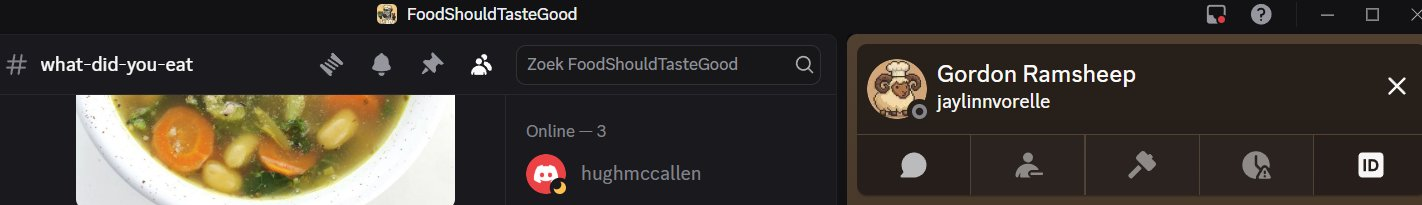 FoodShouldTasteGood
# what-did-you-eat
Zoek FoodShouldTasteGood
Online — 3
hughmccallen
Gordon Ramsheep
jaylinnvorelle
ID